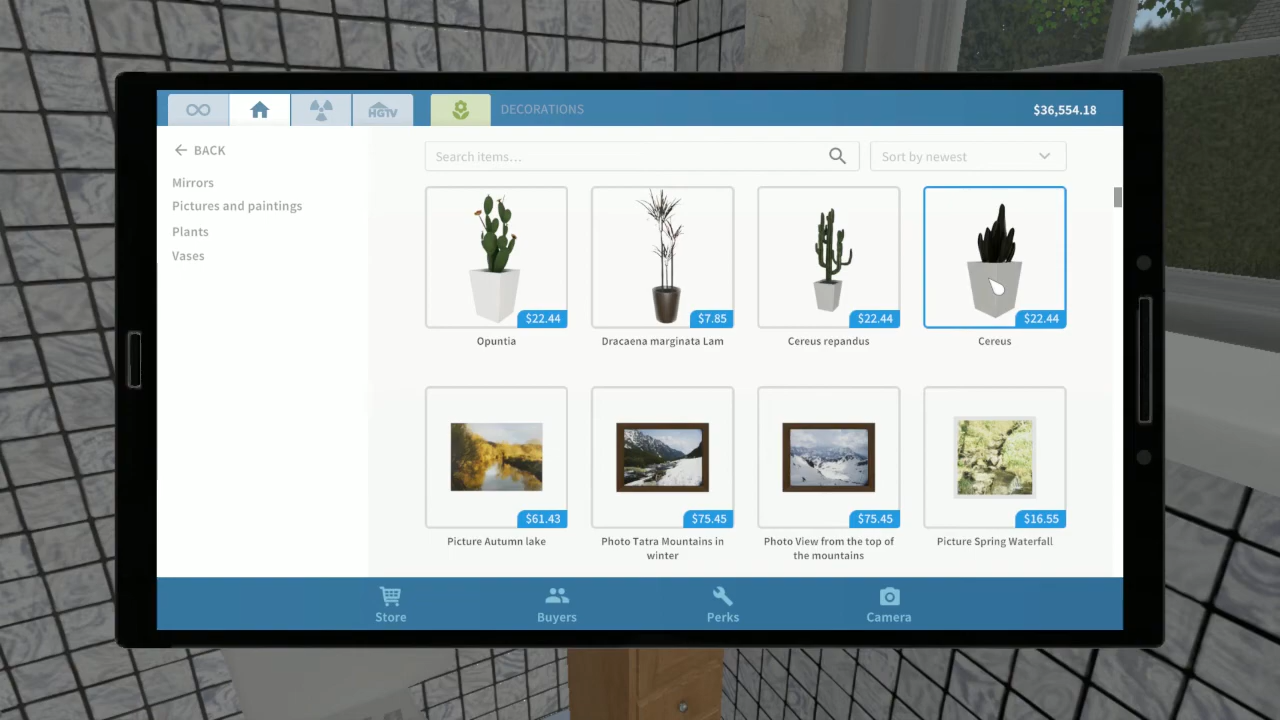 HGTV
DECORATIONS
$36,554.18
BACK
Search items...
Sort by newest
Mirrors
Pictures and paintings
Plants
Vases
$22.44
$7.85
$22.44
$22.44
Opuntia
Dracaena marginata Lam
Cereus repandus
Cereus
$61.43
$75.45
$75.45
$16.55
Picture Autumn lake
Photo Tatra Mountains in
winter
Photo View from the top of
the mountains
Picture Spring Waterfall
Store
Buyers
Perks
Camera